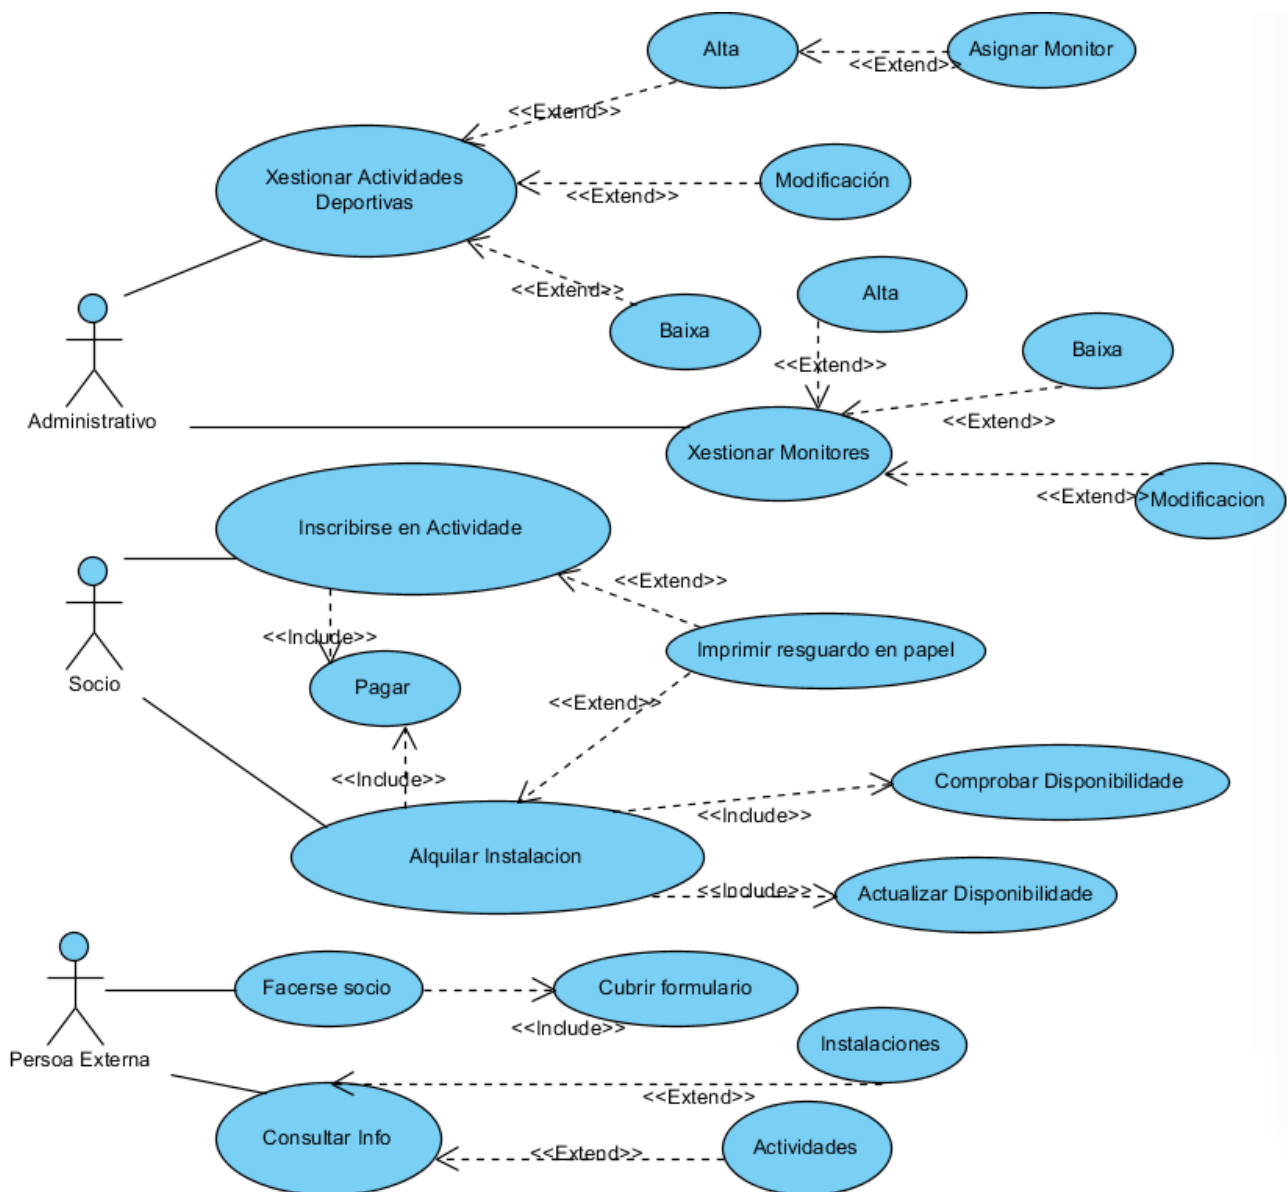 Alta
<<Extend>>
Asignar Monitor
<<Extend>>
Xestionar Actividades
Deportivas
<<Extend>>
Modificación
<<Extend>>
Baixa
Alta
<<Extend>>
Baixa
<<Extend>>
Administrativo
Xestionar Monitores
<<Extend>>
Modificacion
Inscribirse en Actividade
<<Extend>>
<<Include>>
Imprimir resguardo en papel
Socio
Pagar
<<Extend>>
<<Include>>
Comprobar Disponibilidade
<<Include>>
Alquilar Instalacion
<<Include>>
Actualizar Disponibilidade
Facerse socio
Cubrir formulario
<<Include>>
Persoa Externa
Instalaciones
<<Extend>>
Consultar Info
<<Extend>>
Actividades